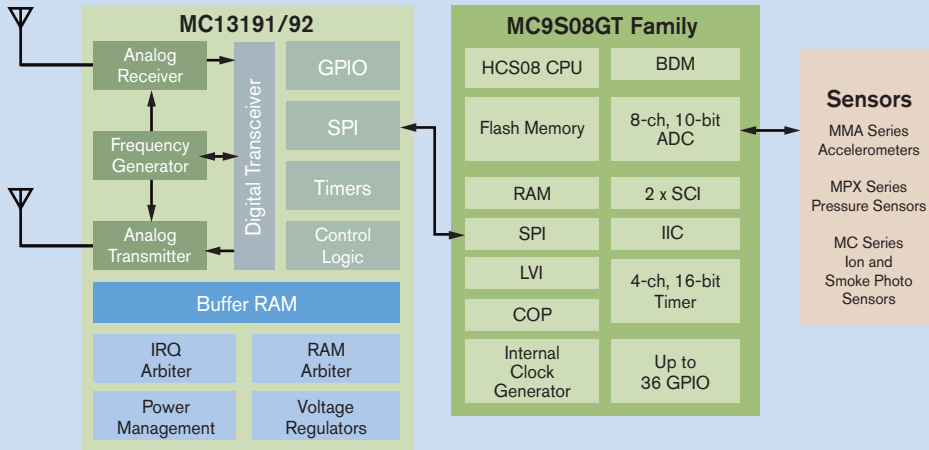 MC13191/92
Analog
Receiver
Frequency
Generator
Analog
Transmitter
Digital Transceiver
GPIO
SPI
Timers
Control
Logic
Buffer RAM
IRQ
Arbiter
RAM
Arbiter
Power
Management
Voltage
Regulators
MC9S08GT Family
HCS08 CPU
BDM
Flash Memory
8-ch, 10-bit
ADC
RAM
2 x SCI
SPI
IIC
LVI
4-ch, 16-bit
Timer
COP
Internal
Clock
Generator
Up to
36 GPIO
Sensors
MMA Series
Accelerometers
MPX Series
Pressure Sensors
MC Series
Ion and
Smoke Photo
Sensors